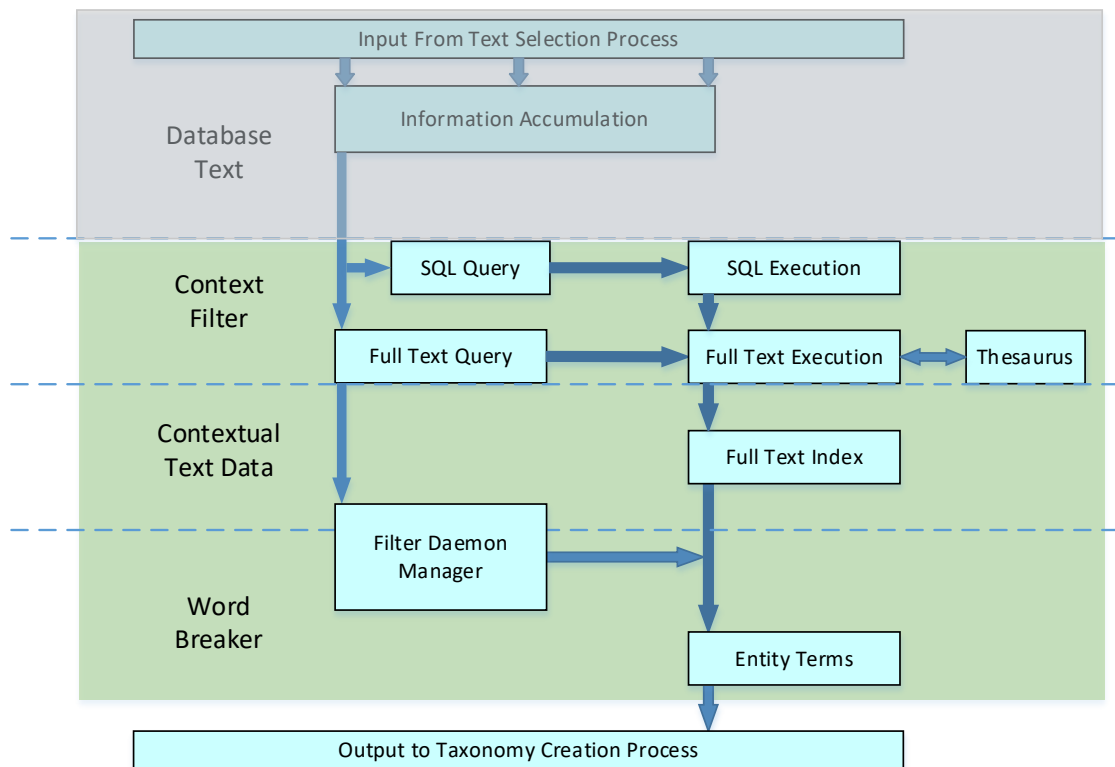 Input From Text Selection Process
Information Accumulation
Database
Text
SQL Query
SQL Execution
Context
Filter
Full Text Query
Full Text Execution
Thesaurus
Contextual
Text Data
Full Text Index
Filter Daemon
Manager
Word
Breaker
Entity Terms
Output to Taxonomy Creation Process